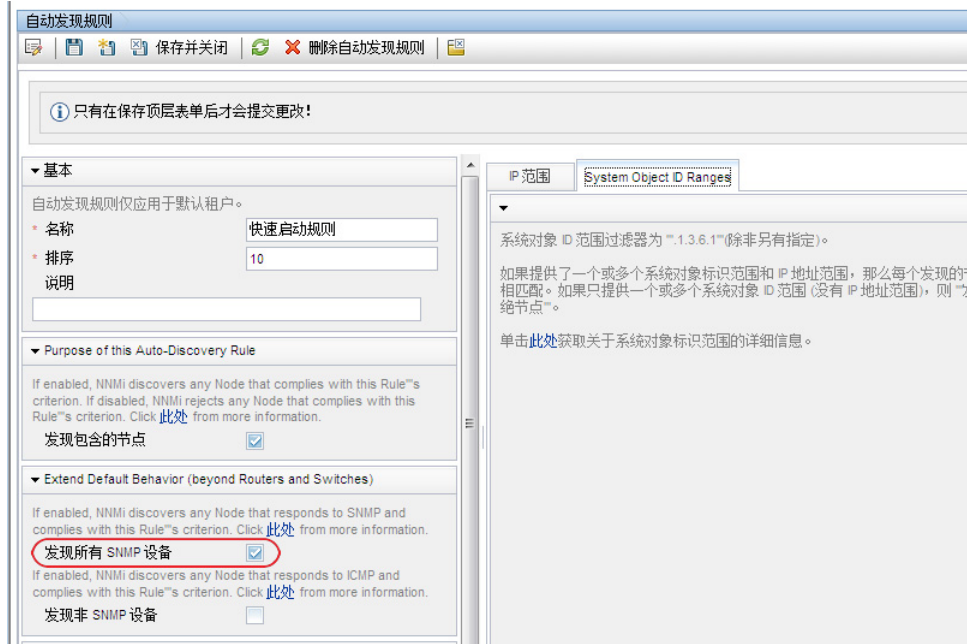 自动发现规则
保存并关闭
删除自动发现规则
只有在保存顶层表单后才会提交更改!
基本
自动发现规则仅应用于默认租户。
* 名称 快速启动规则
* 排序 10
说明
Purpose of this Auto-Discovery Rule
If enabled, NNMi discovers any Node that complies with this Rule'"s
criterion. If disabled, NNMi rejects any Node that complies with this
Rule'"s criterion. Click 此处 from more information.
发现包含的节点
Extend Default Behavior (beyond Routers and Switches)
If enabled, NNMi discovers any Node that responds to SNMP and
complies with this Rule'"s criterion. Click 此处 from more information.
发现所有 SNMP 设备
If enabled, NNMi discovers any Node that responds to ICMP and
complies with this Rule'"s criterion. Click 此处 from more information.
发现非 SNMP 设备
IP 范围
System Object ID Ranges
系统对象 ID 范围过滤器为 '".1.3.6.1'"(除非另有指定)。
如果提供了一个或多个系统对象标识范围和 IP 地址范围，那么每个发现的
相匹配。如果只提供一个或多个系统对象 ID 范围 (没有 IP 地址范围)，则
绝节点'"。
单击此处获取关于系统对象标识范围的详细信息。